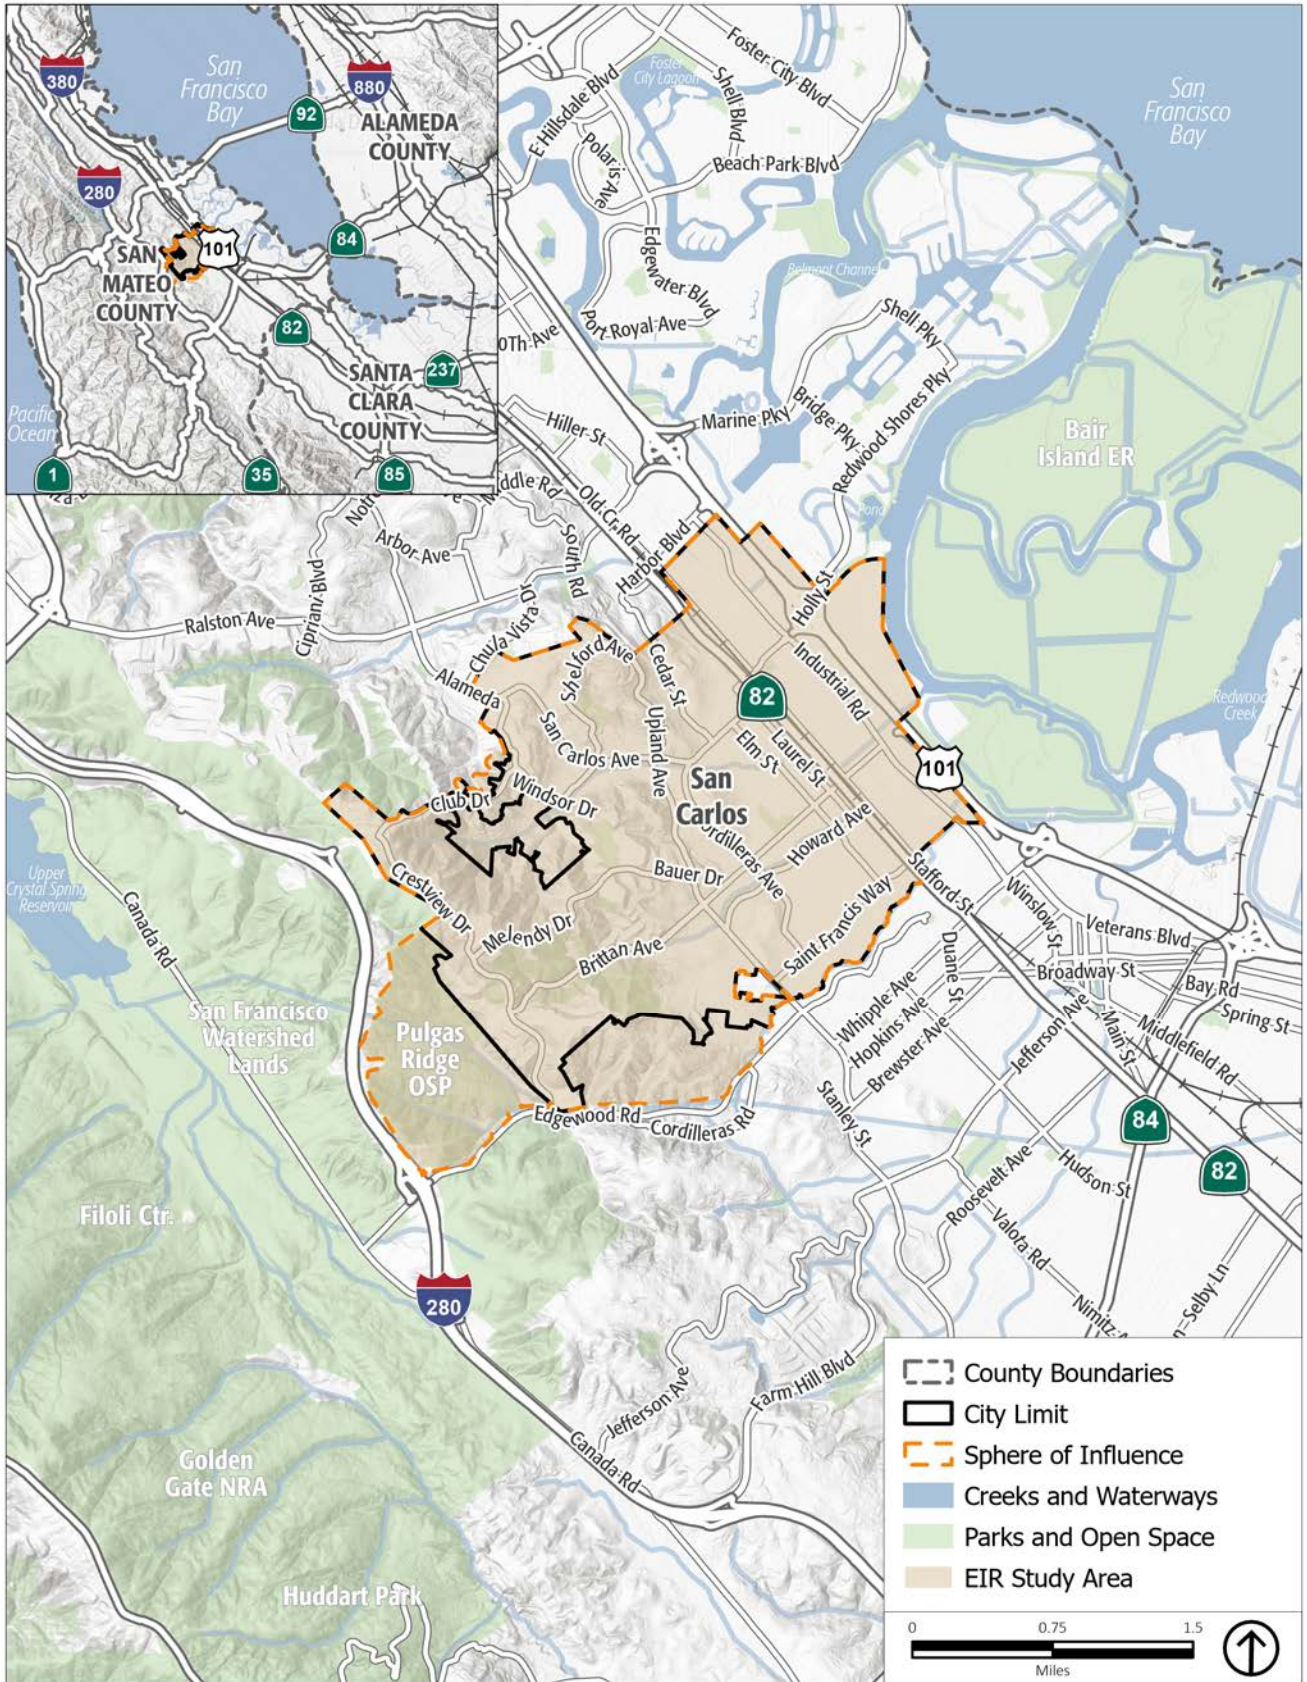 San
Francisco
Bay
380
880
92
ALAMEDA
COUNTY
280
SAN
MATEO
COUNTY
101
84
82
237
SANTA
CLARA
COUNTY
Pacific
Ocean
1
35
85
Foster City Blvd
Foster
City Lagoon
Shell Blvd
E Hillsdale Blvd
Polaris Ave
Beach Park Blvd
San
Francisco
Bay
Edgewater Blvd
Port Royal Ave
Belmont Channel
Shell Pky
Marine Pky
Bridge Pky
Redwood Shores Pky
Bair
Island ER
Hiller St
Middle Rd
Old Cr Rd
Arbor Ave
South Rd
Harbor Blvd
Pond
Holly St
Cipriani Blvd
Ralston Ave
Chula Vista Dr
Shelford Ave
Cedar St
Industrial Rd
Alameda
82
Redwood
Creek
San Carlos Ave
Upland Ave
Elm St
Laurel St
101
San
Carlos
Club Dr
Windsor Dr
Howard Ave
Bauer Dr
Crestview Dr
Melendy Dr
Brittan Ave
Saint Francis Way
Stafford St
Winslow St
Veterans Blvd
Upper
Crystal Spring
Reservoir
Canada Rd
Duane St
Broadway St
Bay Rd
Spring St
Whipple Ave
Hopkins Ave
Brewster Ave
Jefferson Ave
Main St
Middlefield Rd
San Francisco
Watershed
Lands
Pulgas
Ridge
OSP
Edgewood Rd
Cordilleras Rd
Stanley St
84
82
Hudson St
Roosevelt Ave
Valota Rd
Filoli Ctr.
280
Jefferson Ave
Farm Hill Blvd
Canada Rd
Golden
Gate NRA
Huddart Park
County Boundaries
City Limit
Sphere of Influence
Creeks and Waterways
Parks and Open Space
EIR Study Area
0 0.75 1.5
Miles